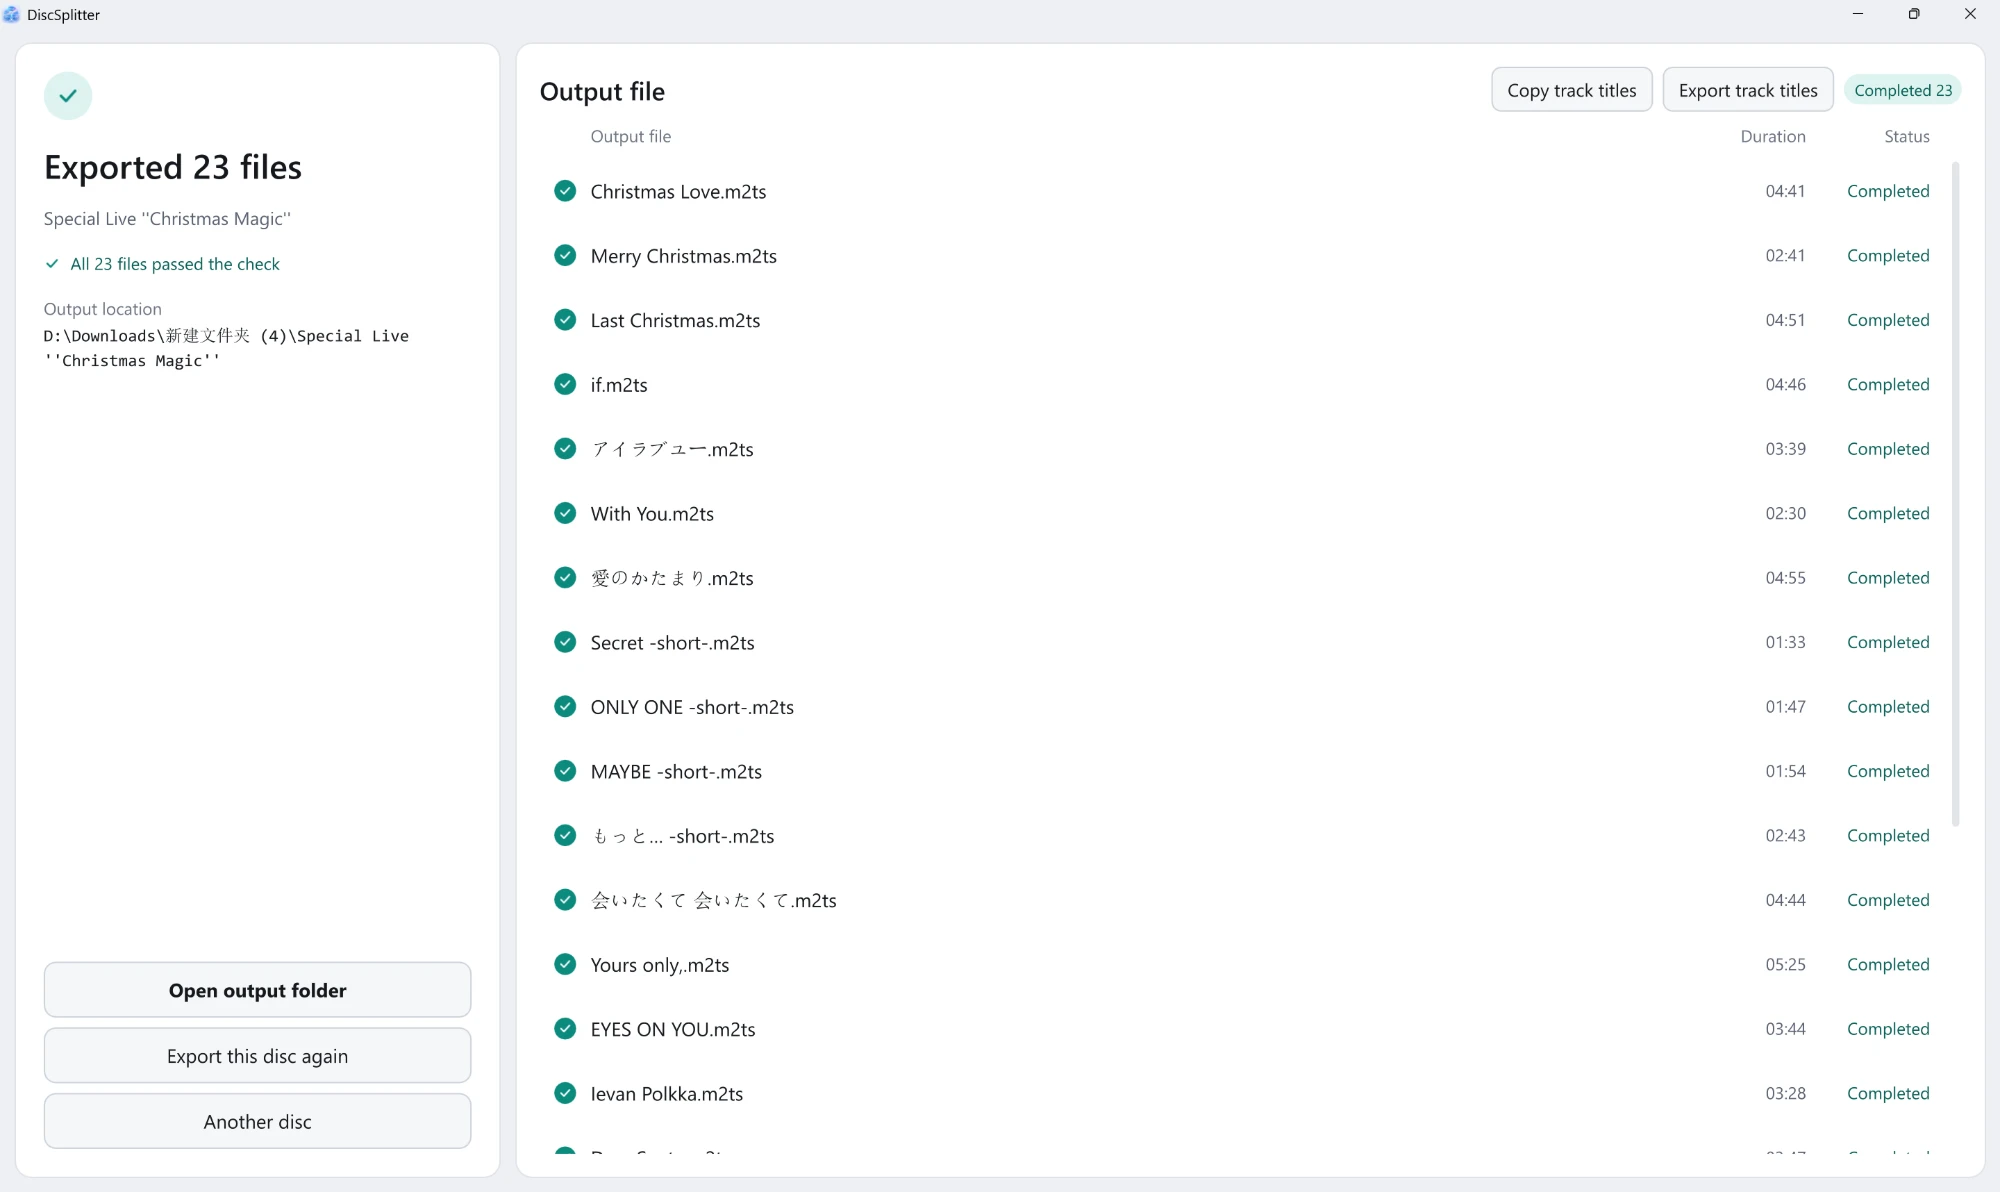 DiscSplitter
Exported 23 files
Special Live ''Christmas Magic''
All 23 files passed the check
Output location
D:\Downloads\新建文件夹 (4)\Special Live
''Christmas Magic''
Open output folder
Export this disc again
Another disc
Output file
Copy track titles
Export track titles
Completed 23
Output file Duration Status
Christmas Love.m2ts 04:41 Completed
Merry Christmas.m2ts 02:41 Completed
Last Christmas.m2ts 04:51 Completed
if.m2ts 04:46 Completed
アイラブユー.m2ts 03:39 Completed
With You.m2ts 02:30 Completed
愛のかたまり.m2ts 04:55 Completed
Secret -short-.m2ts 01:33 Completed
ONLY ONE -short-.m2ts 01:47 Completed
MAYBE -short-.m2ts 01:54 Completed
もっと... -short-.m2ts 02:43 Completed
会いたくて 会いたくて.m2ts 04:44 Completed
Yours only,.m2ts 05:25 Completed
EYES ON YOU.m2ts 03:44 Completed
Ievan Polkka.m2ts 03:28 Completed